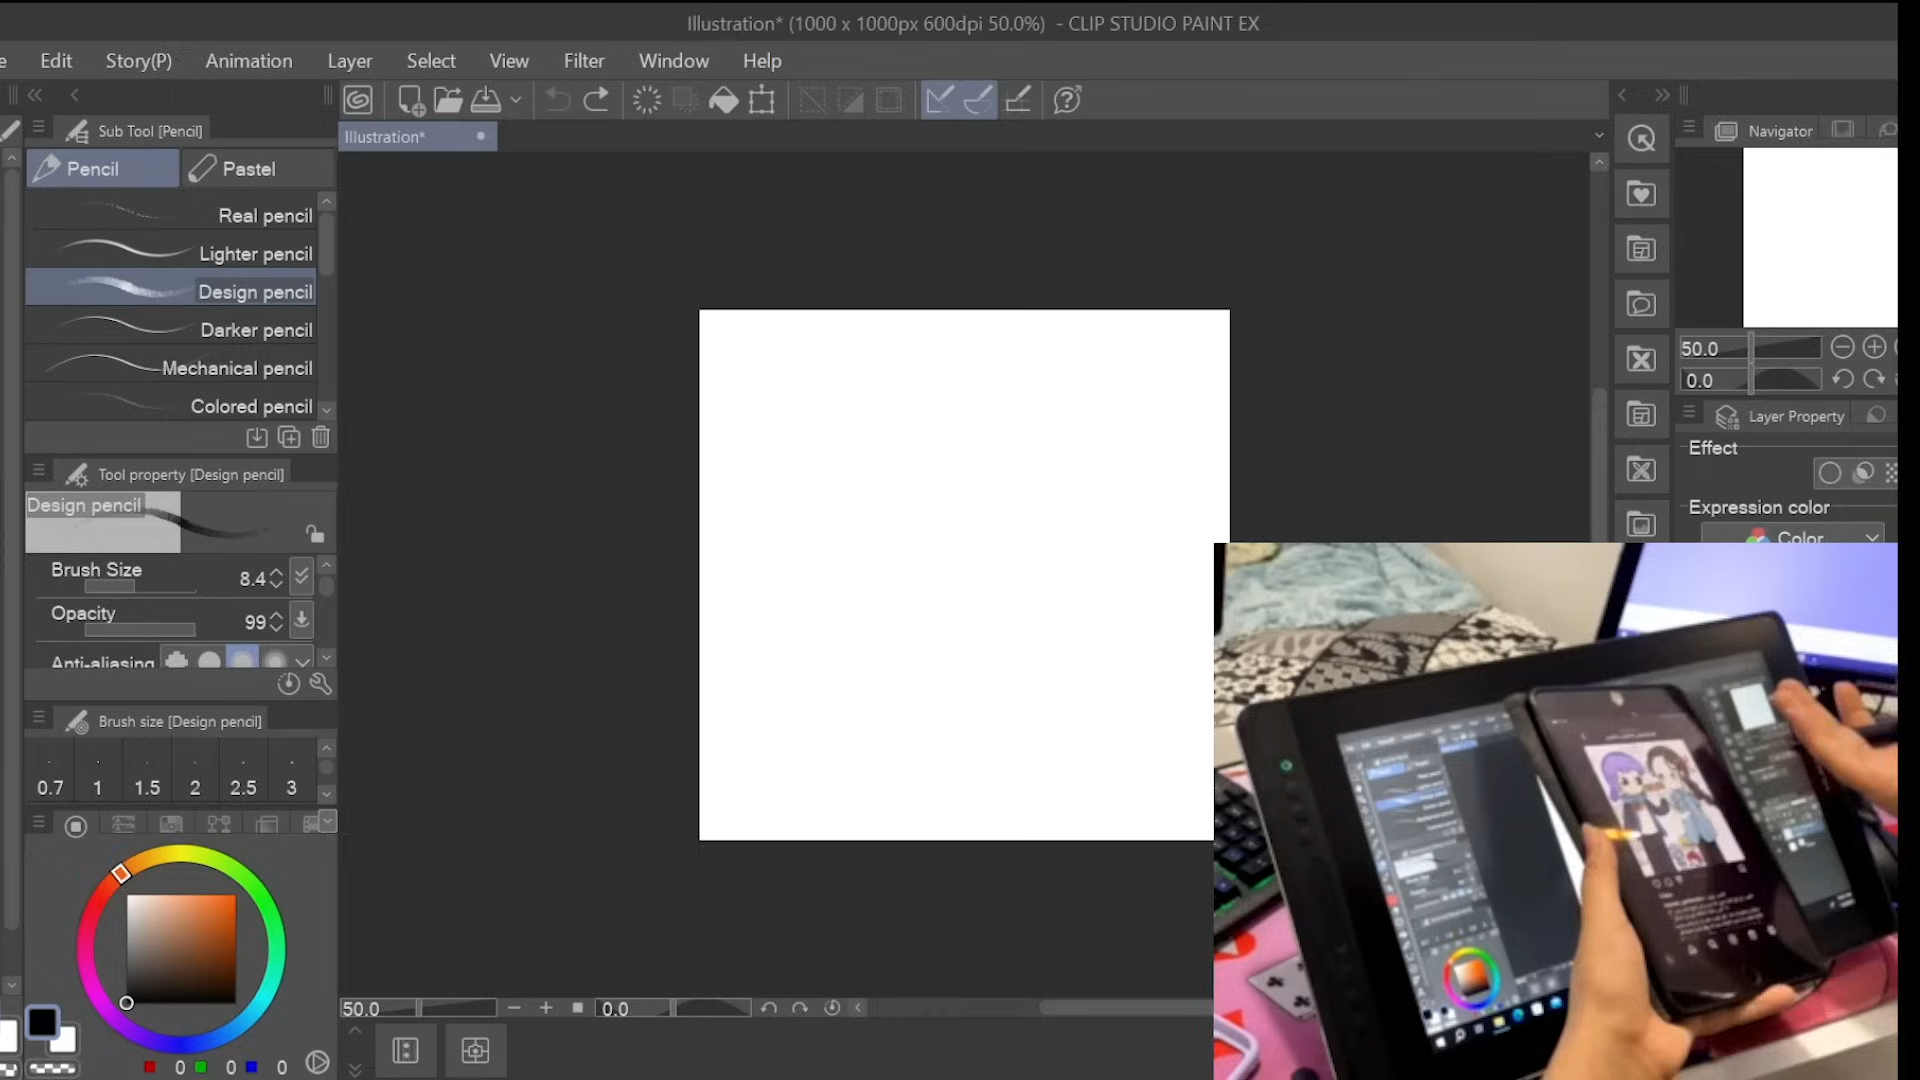 Illustration* (1000 x 1000px 600dpi 50.0%) - CLIP STUDIO PAINT EX
e Edit Story(P) Animation Layer Select View Filter Window Help
Sub Tool [Pencil]
Illustration*
Navigator
Pencil Pastel
Real pencil
Lighter pencil
Design pencil
Darker pencil
Mechanical pencil
Colored pencil
50.0
0.0
Layer Property
Effect
Expression color
Color
Tool property [Design pencil]
Design pencil
Brush Size 8.4
Opacity 99
Anti-aliasing
Brush size [Design pencil]
0.7 1 1.5 2 2.5 3
50.0 0.0
0 0 0